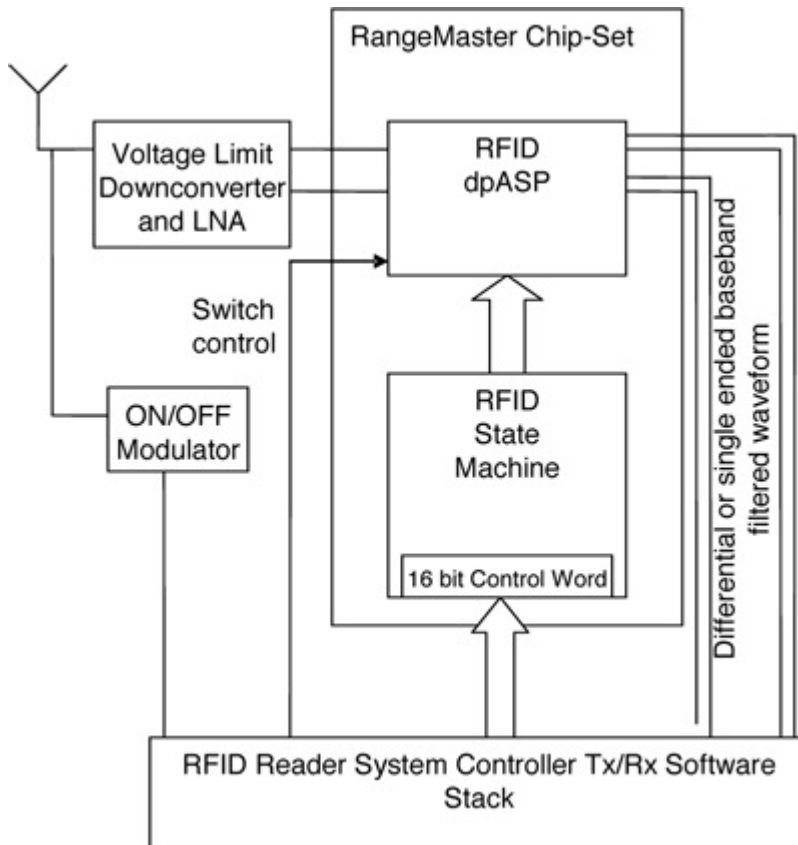 RangeMaster Chip-Set
Voltage Limit
Downconverter
and LNA
RFID
dpASP
Switch
control
ON/OFF
Modulator
RFID
State
Machine
16 bit Control Word
Differential or single ended baseband
filtered waveform
RFID Reader System Controller Tx/Rx Software
Stack